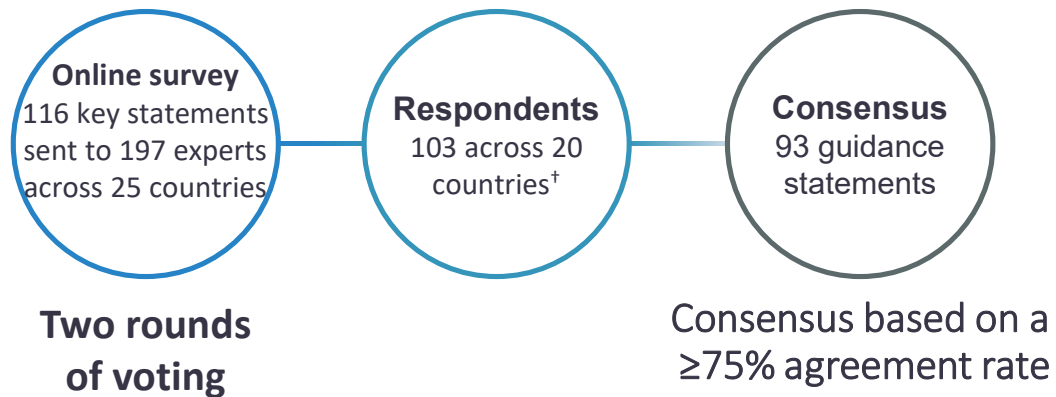 Online survey
116 key statements
sent to 197 experts
across 25 countries
Respondents
103 across 20
countries†
Consensus
93 guidance
statements
Two rounds
of voting
Consensus based on a
≥75% agreement rate